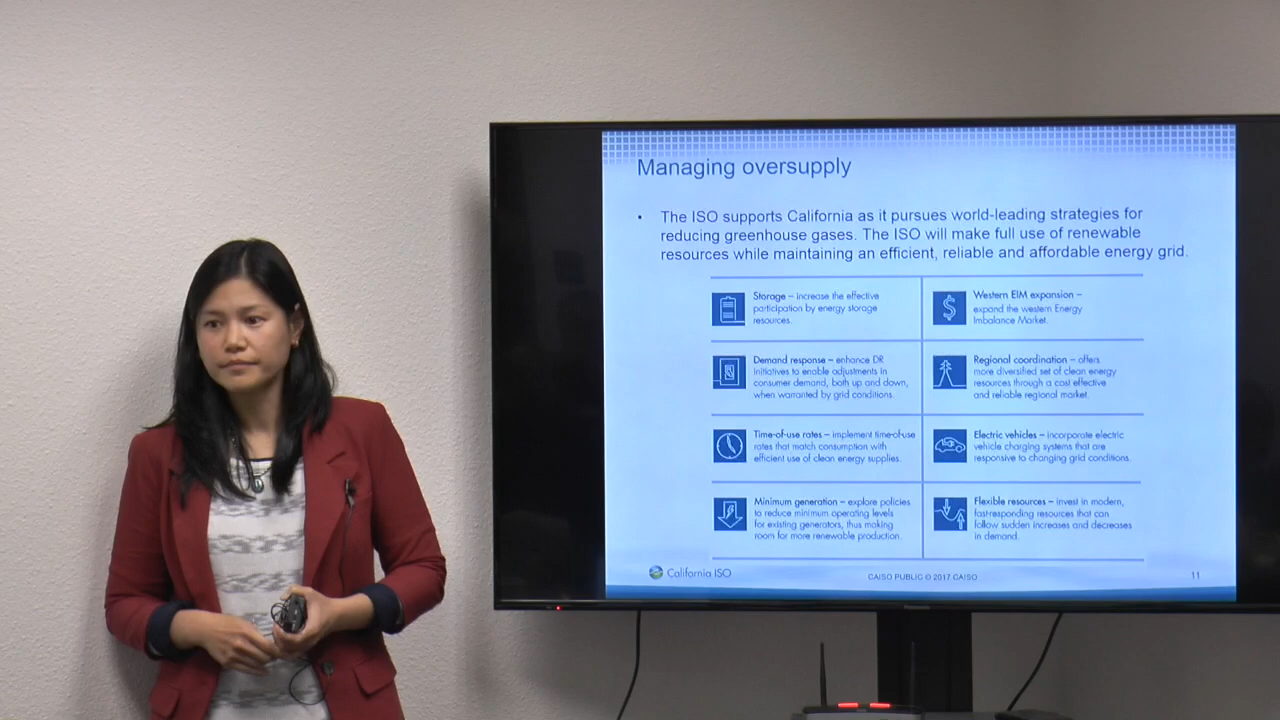 Managing oversupply
• The ISO supports California as it pursues world-leading strategies for
reducing greenhouse gases. The ISO will make full use of renewable
resources while maintaining an efficient, reliable and affordable energy grid.
Storage – increase the effective
participation by energy storage
resources.
Western EIM expansion –
expand the western Energy
Imbalance Market.
Demand response – enhance DR
initiatives to enable adjustments in
consumer demand, both up and down,
when warranted by grid conditions.
Regional coordination – offers
more diversified set of clean energy
resources through a cost effective
and reliable regional market.
Time-of-use rates – implement time-of-use
rates that match consumption with
efficient use of clean energy supplies.
Electric vehicles – incorporate electric
vehicle charging systems that are
responsive to changing grid conditions.
Minimum generation – explore policies
to reduce minimum operating levels
for existing generators, thus making
room for more renewable production.
Flexible resources – invest in modern,
fast-responding resources that can
follow sudden increases and decreases
in demand.
California ISO
CAISO PUBLIC © 2017 CAISO
11
Panasonic